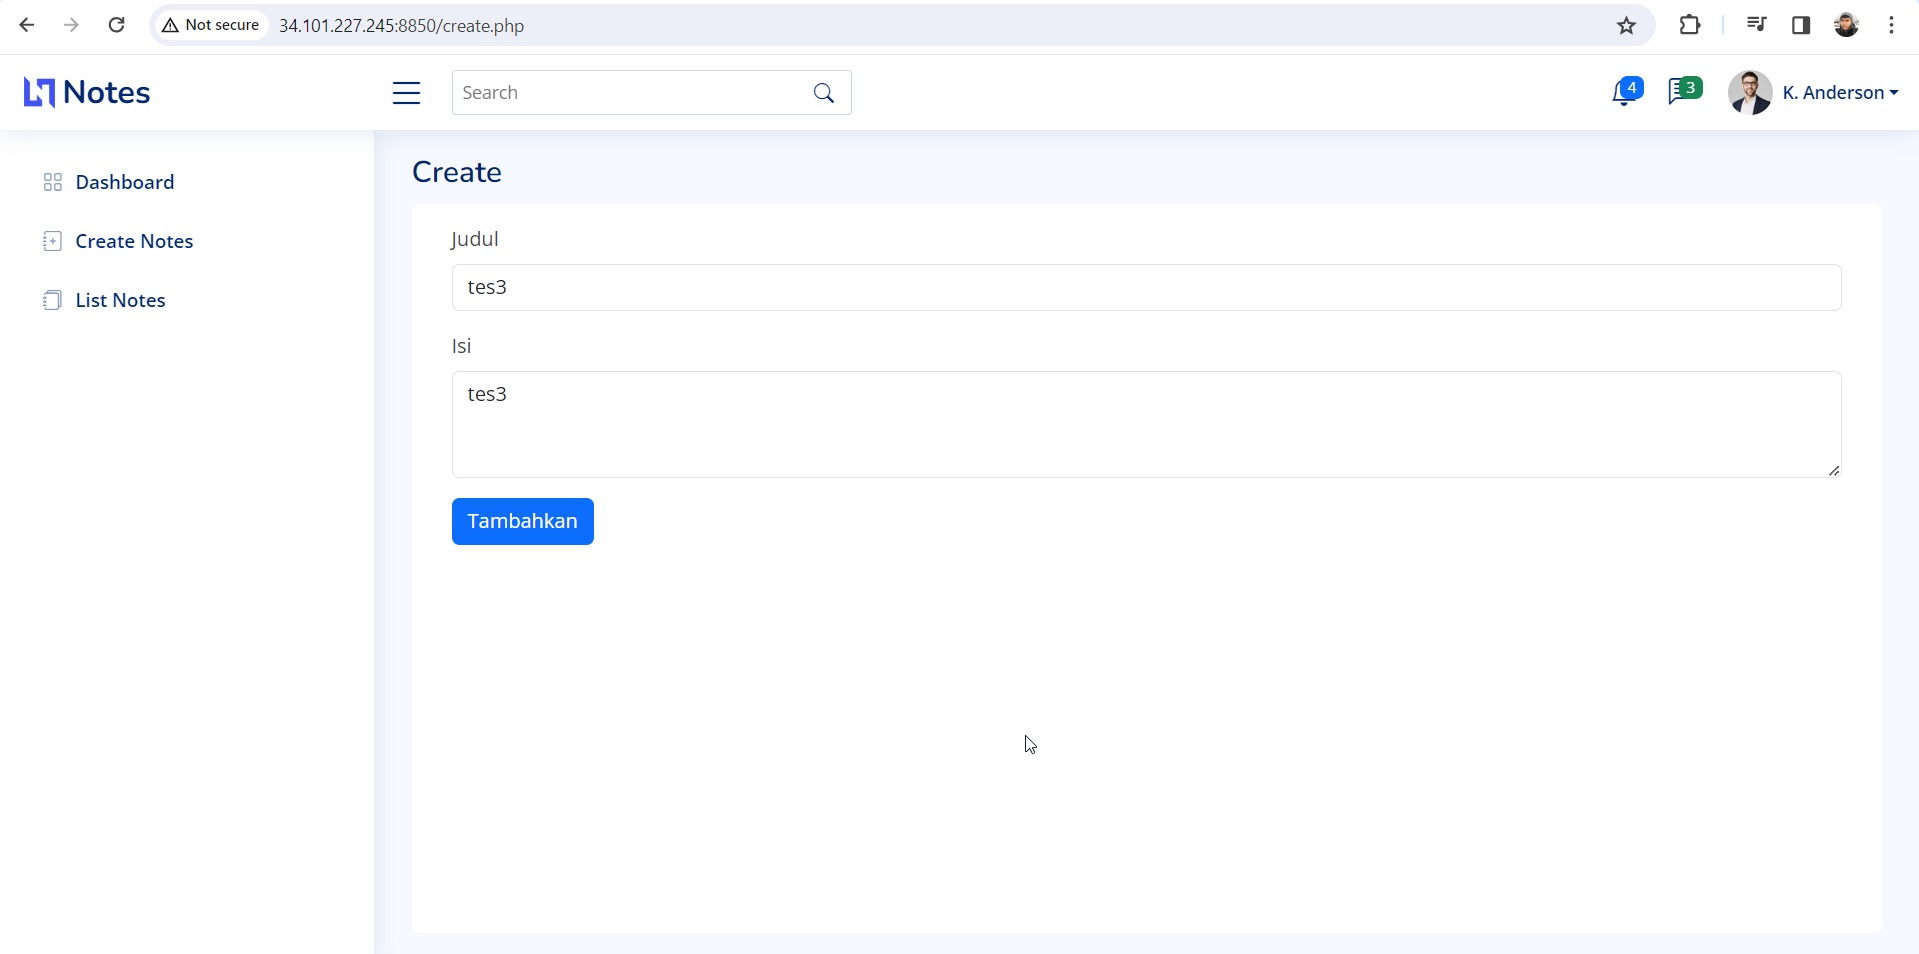 Not secure 34.101.227.245:8850/create.php
Notes
Search
4
3
K. Anderson
Dashboard
Create Notes
List Notes
Create
Judul
tes3
Isi
tes3
Tambahkan